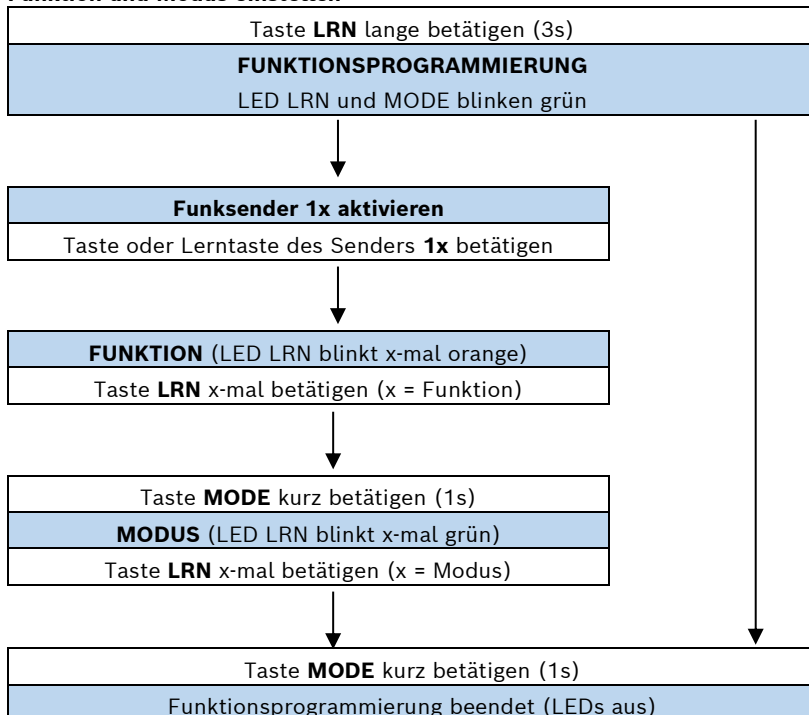 Funktion und Modus einstellen
Taste LRN lange betätigen (3s)
FUNKTIONSPROGRAMMIERUNG
LED LRN und MODE blinken grün
Funksender 1x aktivieren
Taste oder Lerntaste des Senders 1x betätigen
FUNKTION (LED LRN blinkt x-mal orange)
Taste LRN x-mal betätigen (x = Funktion)
Taste MODE kurz betätigen (1s)
MODUS (LED LRN blinkt x-mal grün)
Taste LRN x-mal betätigen (x = Modus)
Taste MODE kurz betätigen (1s)
Funktionsprogrammierung beendet (LEDs aus)